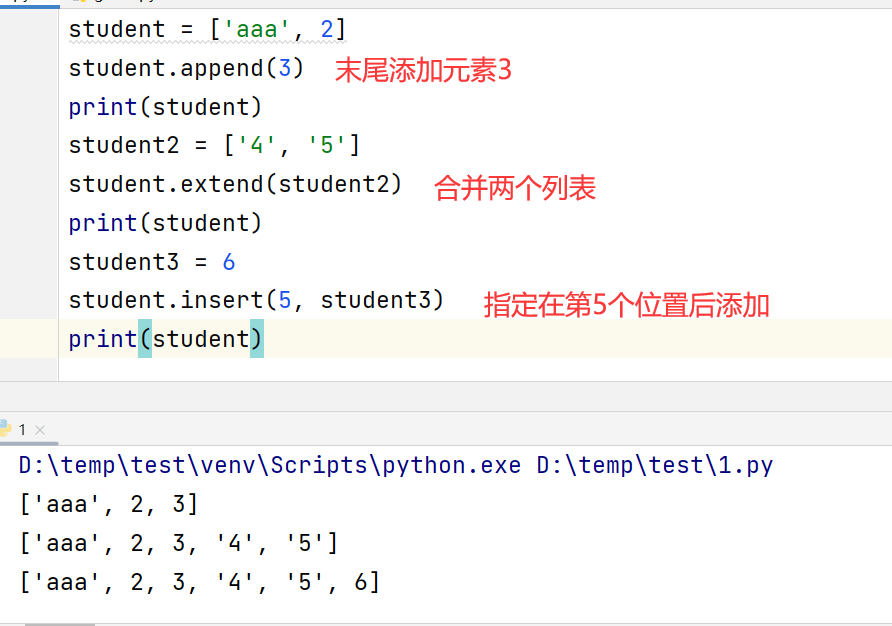 student = ['aaa', 2]
student.append(3) 末尾添加元素3
print(student)
student2 = ['4', '5']
student.extend(student2) 合并两个列表
print(student)
student3 = 6
student.insert(5, student3) 指定在第5个位置后添加
print(student)
1
D:\temp\test\venv\Scripts\python.exe D:\temp\test\1.py
['aaa', 2, 3]
['aaa', 2, 3, '4', '5']
['aaa', 2, 3, '4', '5', 6]